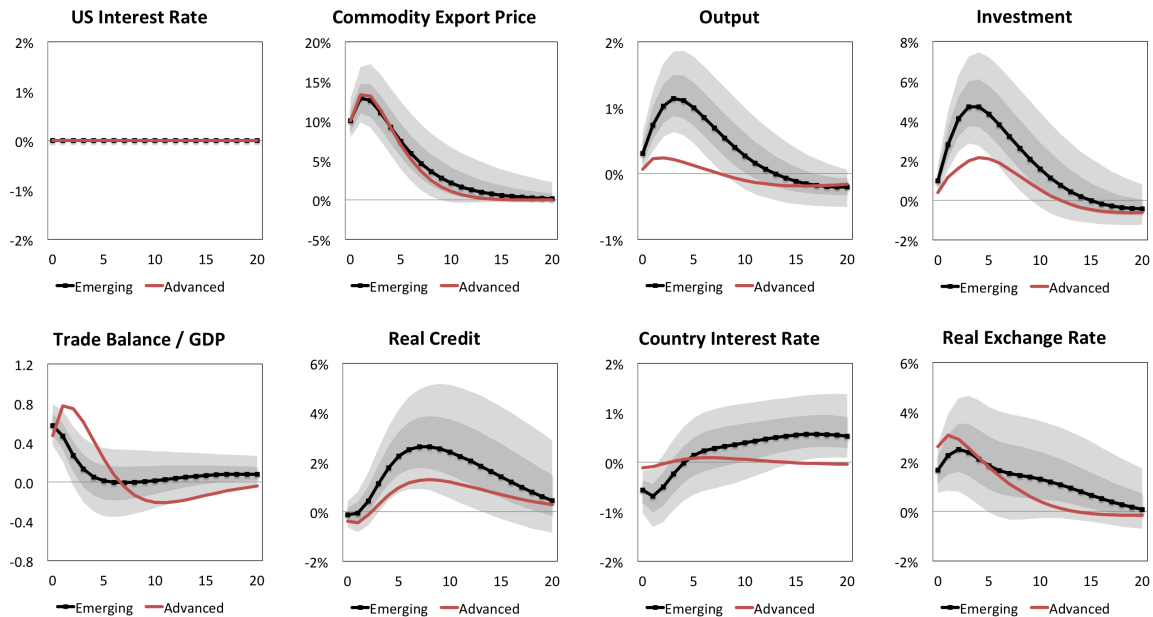 US Interest Rate
2%
1%
0%
-1%
-2%
0 5 10 15 20
Emerging Advanced
Commodity Export Price
20%
15%
10%
5%
0%
-5%
0 5 10 15 20
Emerging Advanced
Output
2%
1%
0%
-1%
0 5 10 15 20
Emerging Advanced
Investment
8%
6%
4%
2%
0%
-2%
0 5 10 15 20
Emerging Advanced
Trade Balance / GDP
1.2
0.8
0.4
0.0
-0.4
-0.8
0 5 10 15 20
Emerging Advanced
Real Credit
6%
4%
2%
0%
-2%
0 5 10 15 20
Emerging Advanced
Country Interest Rate
2%
1%
0%
-1%
-2%
0 5 10 15 20
Emerging Advanced
Real Exchange Rate
6%
4%
2%
0%
-2%
0 5 10 15 20
Emerging Advanced